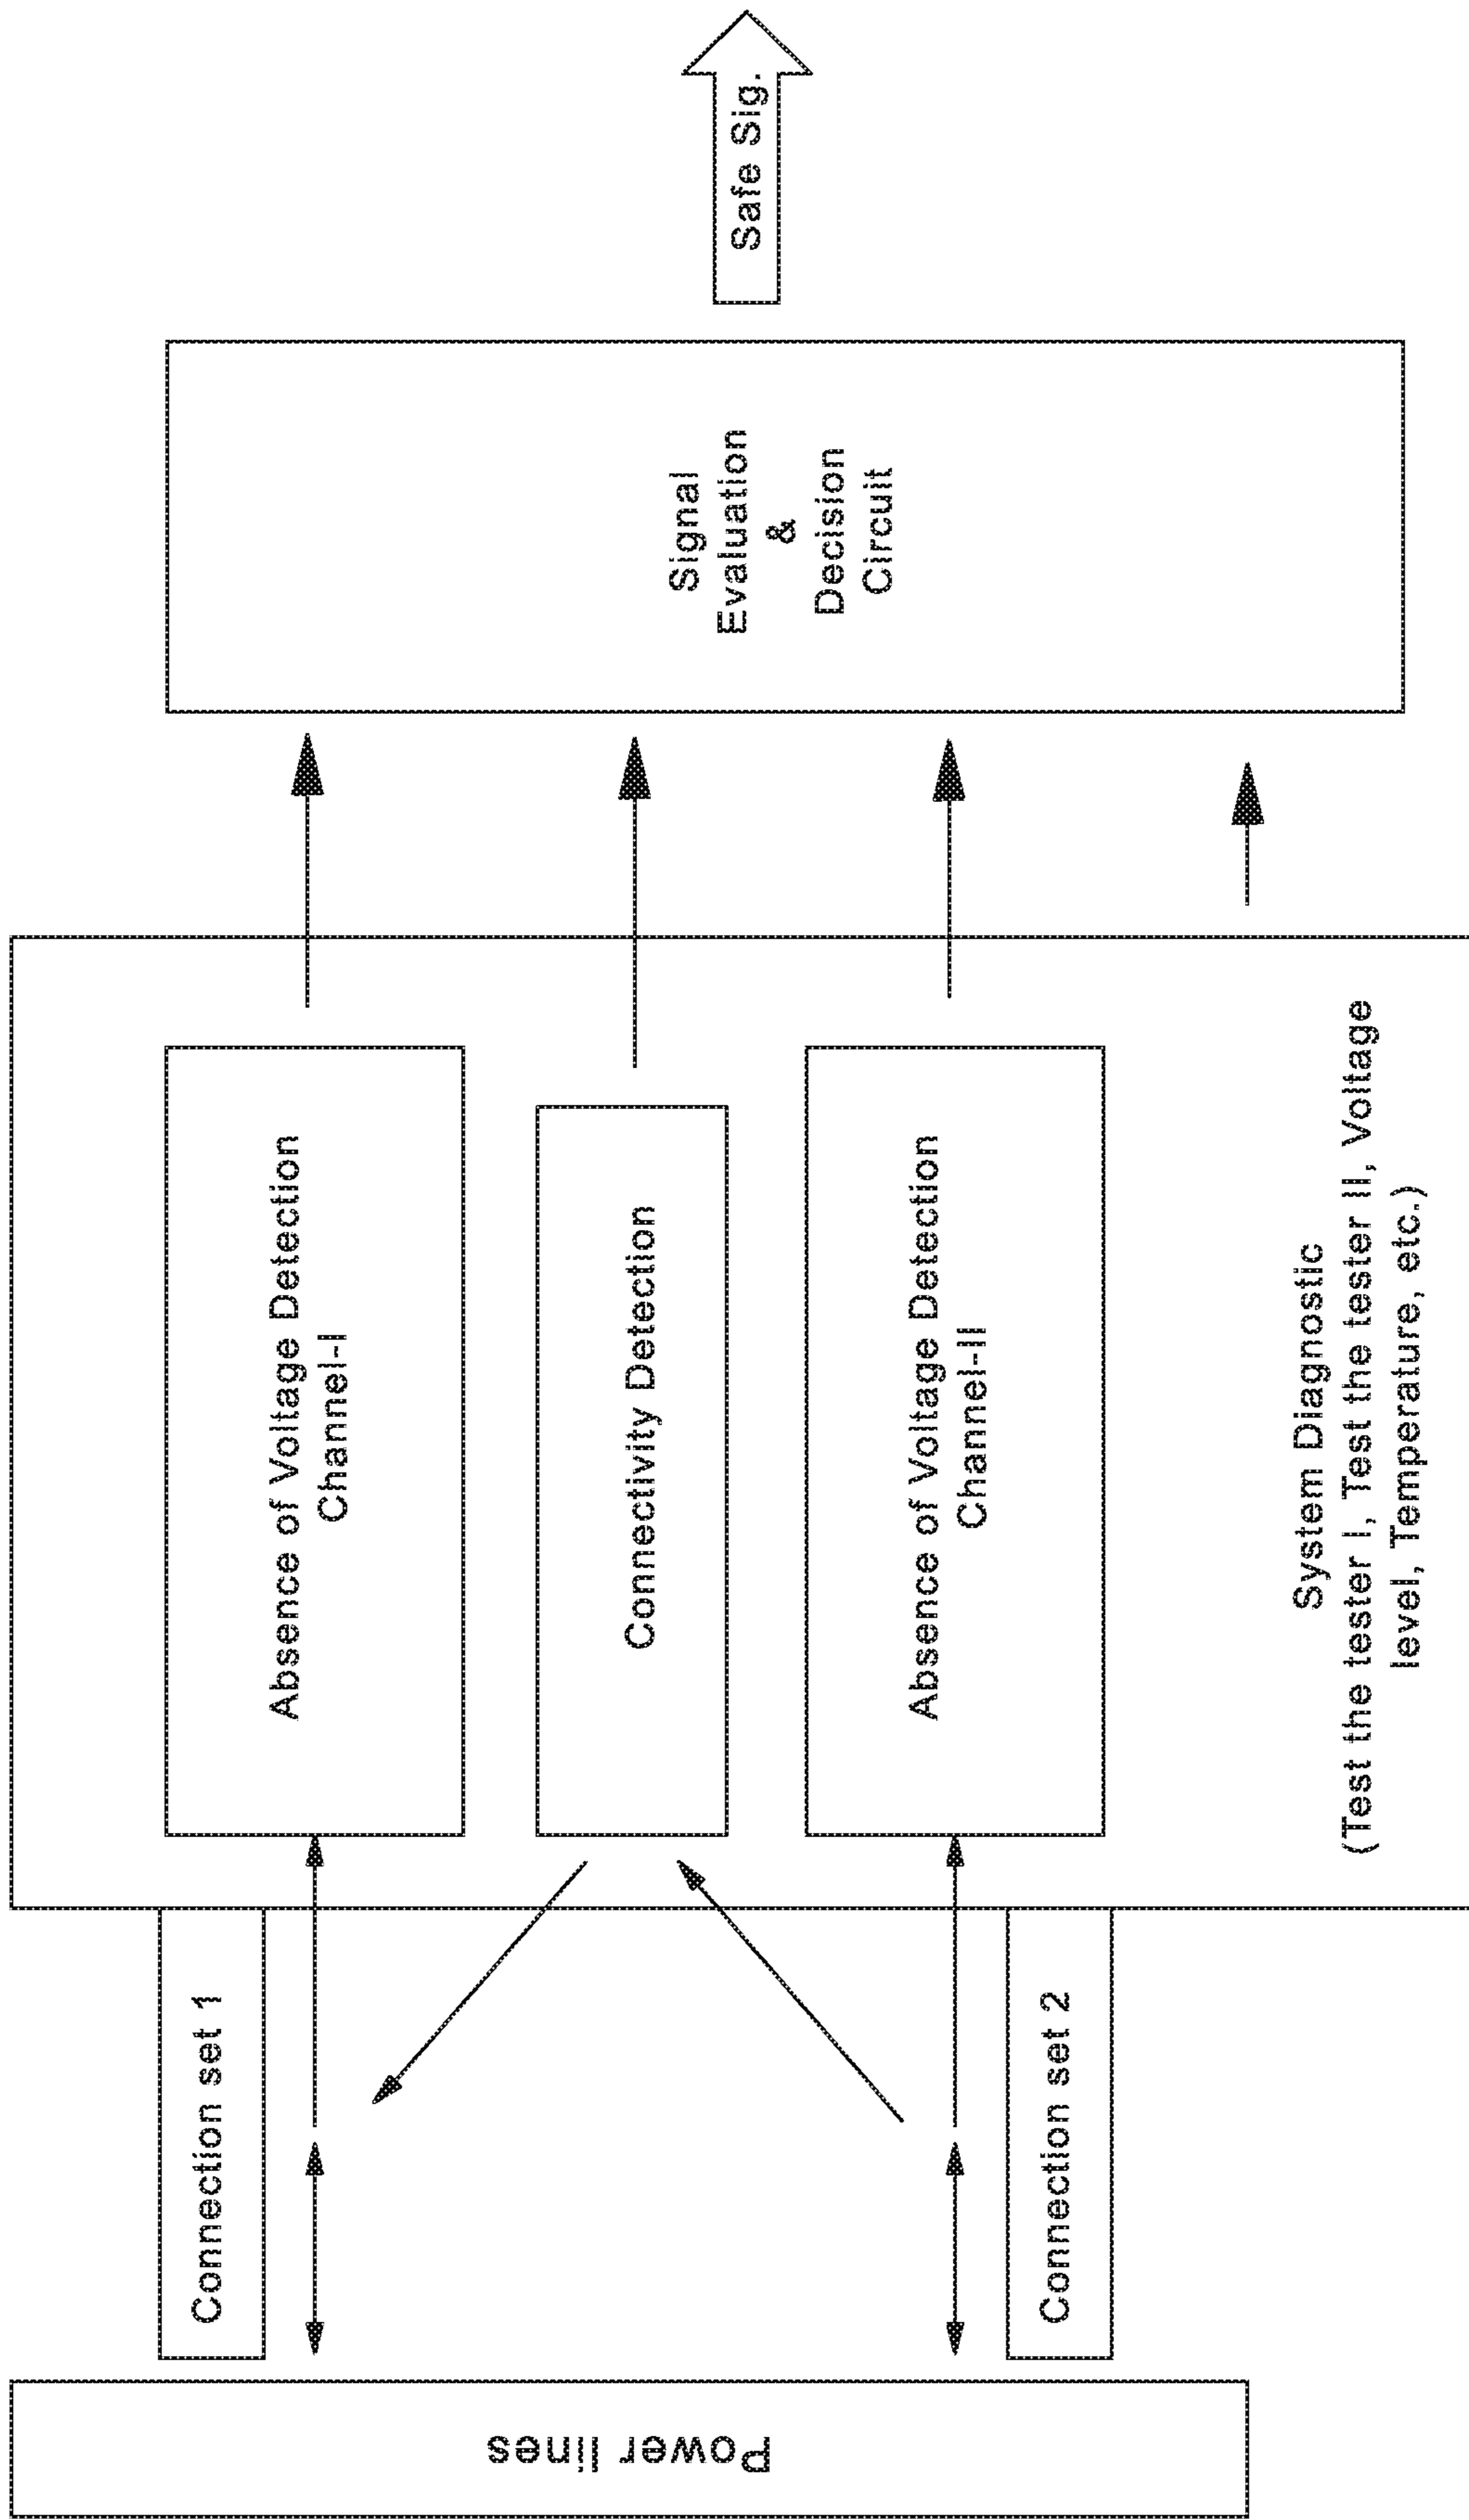 Power lines
Connection set 1
Connection set 2
Absence of Voltage Detection
Channel-I
Connectivity Detection
Absence of Voltage Detection
Channel-II
System Diagnostic
(Test the tester I, Test the tester II, Voltage
level, Temperature, etc.)
Signal
Evaluation
&
Decision
Circuit
Safe Sig.